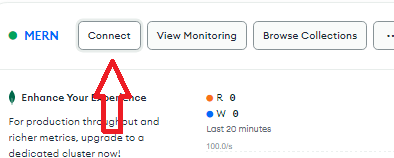 MERN Connect View Monitoring Browse Collections ...
Enhance Your Experience
For production throughput and
richer metrics, upgrade to a
dedicated cluster now!
R 0
W 0
Last 20 minutes
100.0/s